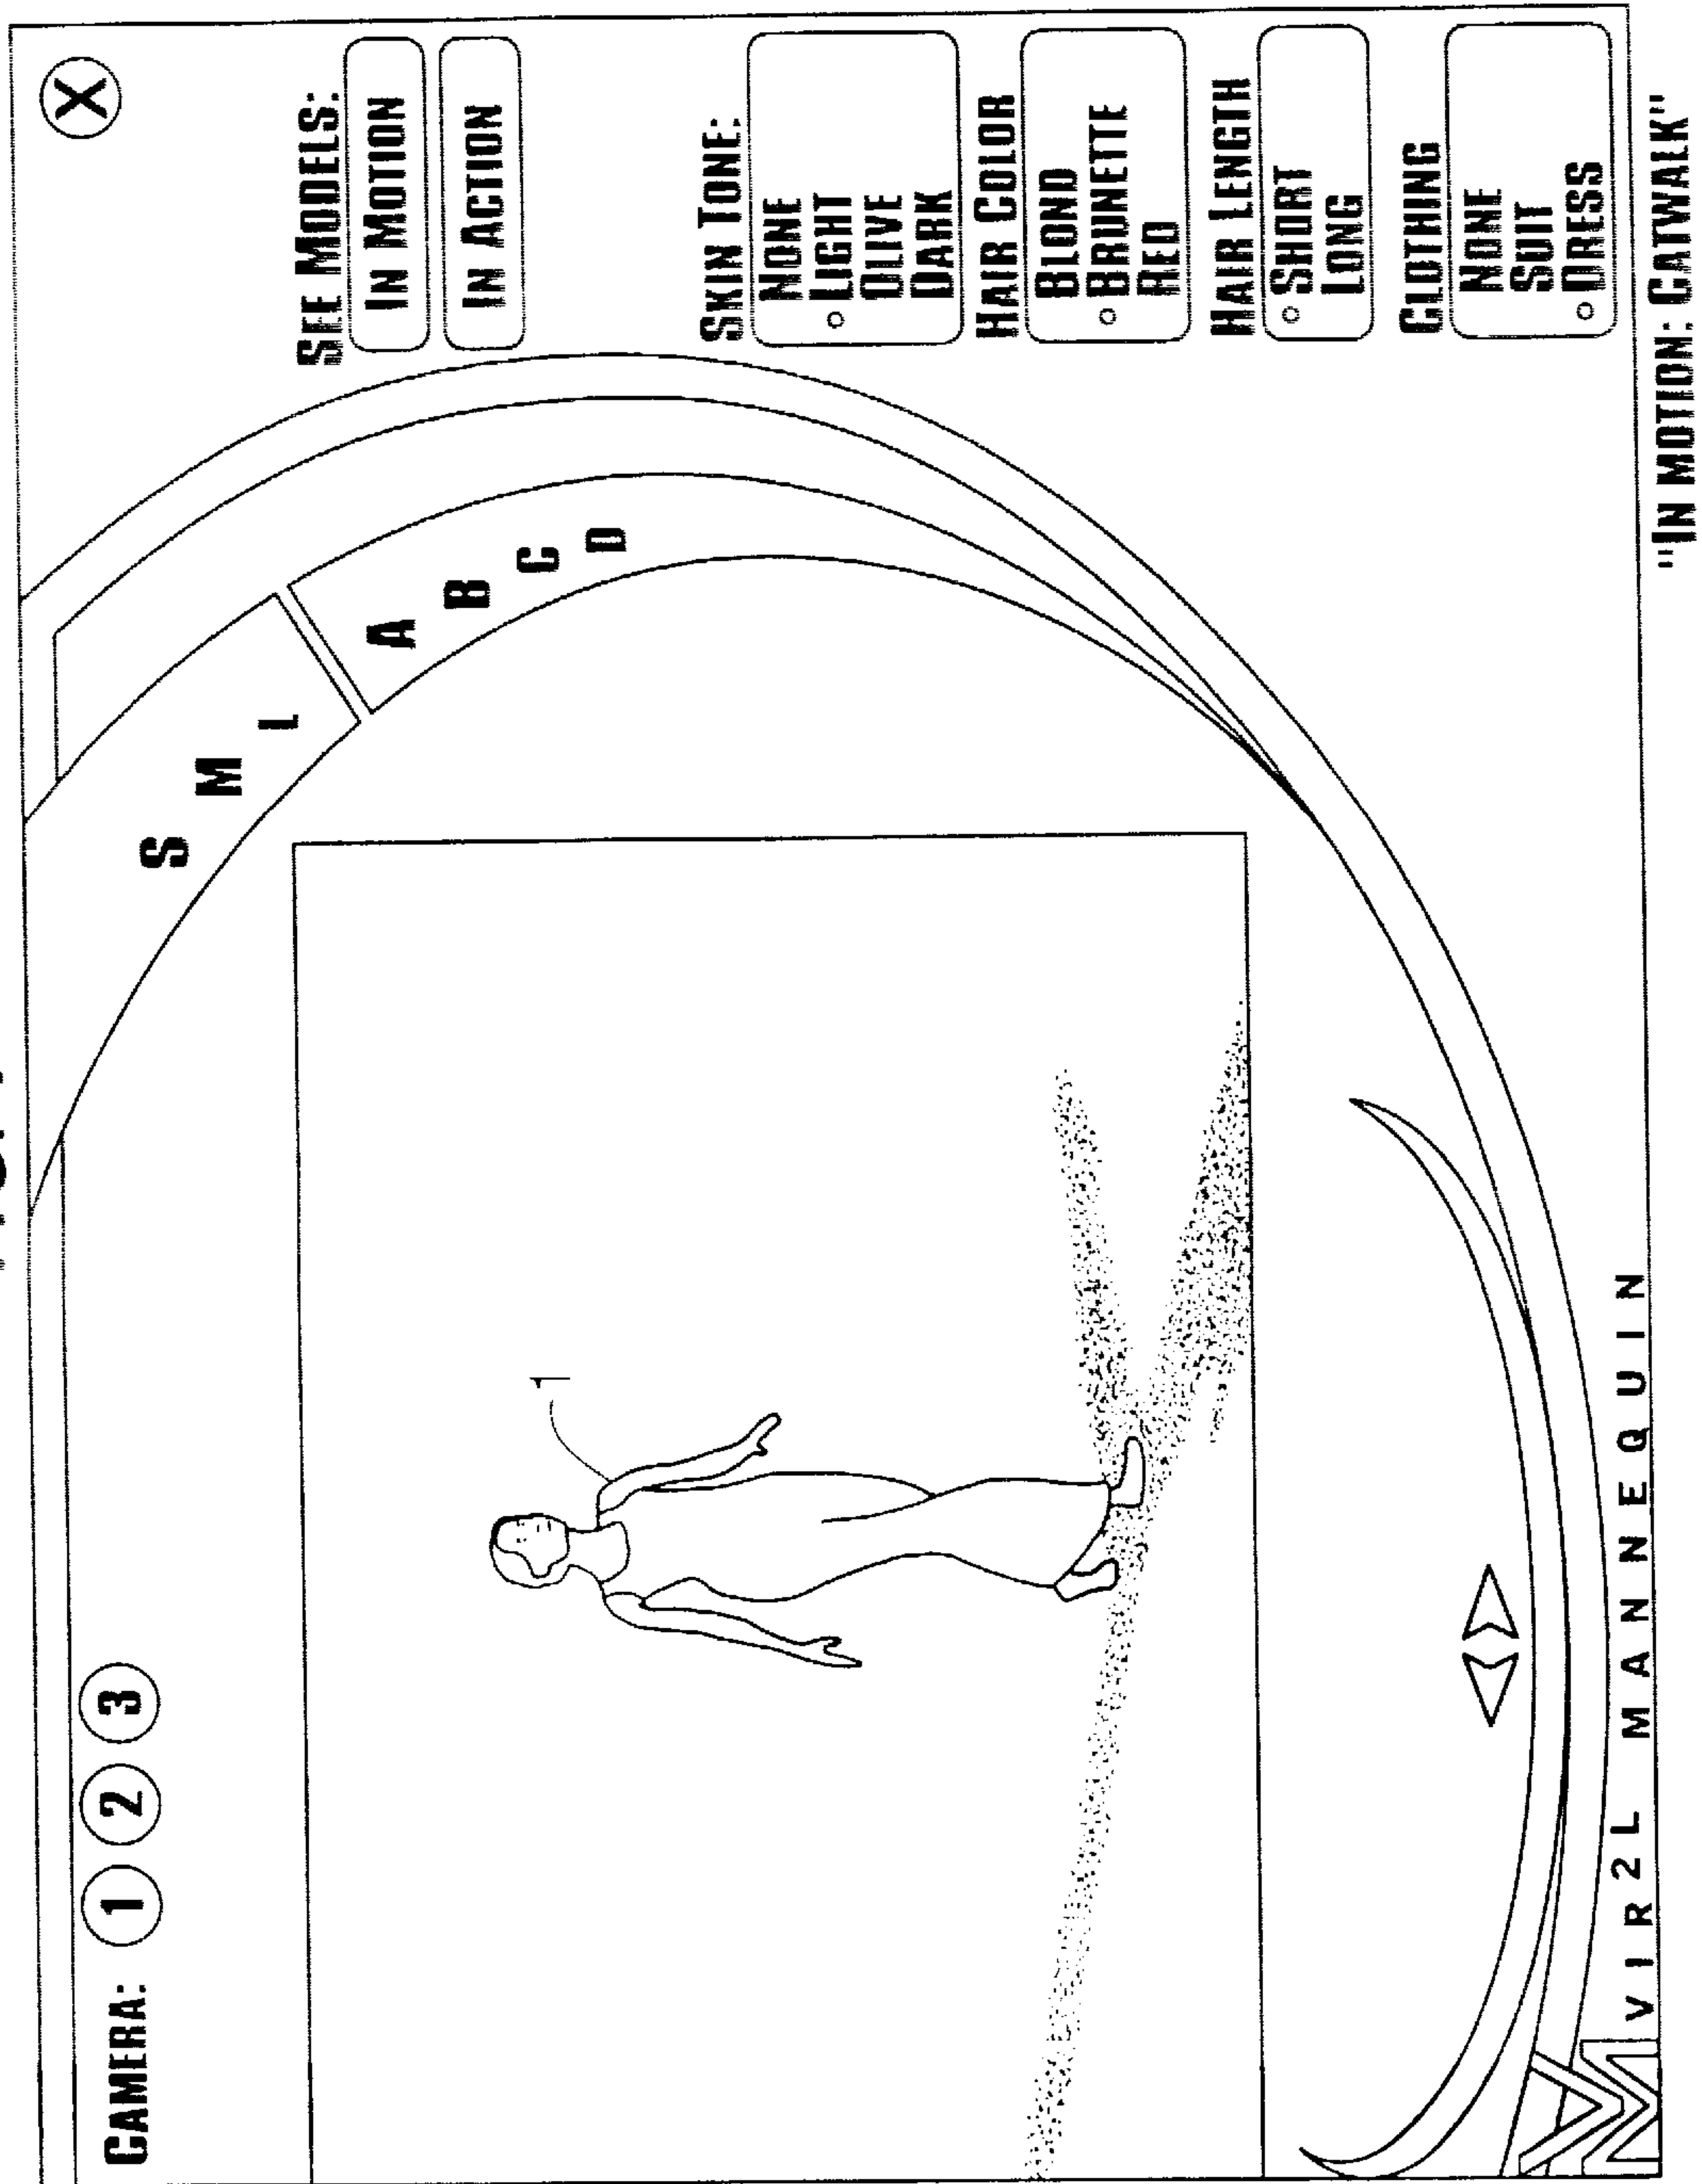 CAMERA: 1 2 3
X
S
M
L
A
B
C
D
SEE MODELS:
IN MOTION
IN ACTION
SKIN TONE:
NONE
LIGHT
OLIVE
DARK
HAIR COLOR
BLOND
BRUNETTE
RED
HAIR LENGTH
SHORT
LONG
CLOTHING
NONE
SUIT
DRESS
1
VIR2L MANNEQUIN
"IN MOTION: CATWALK"